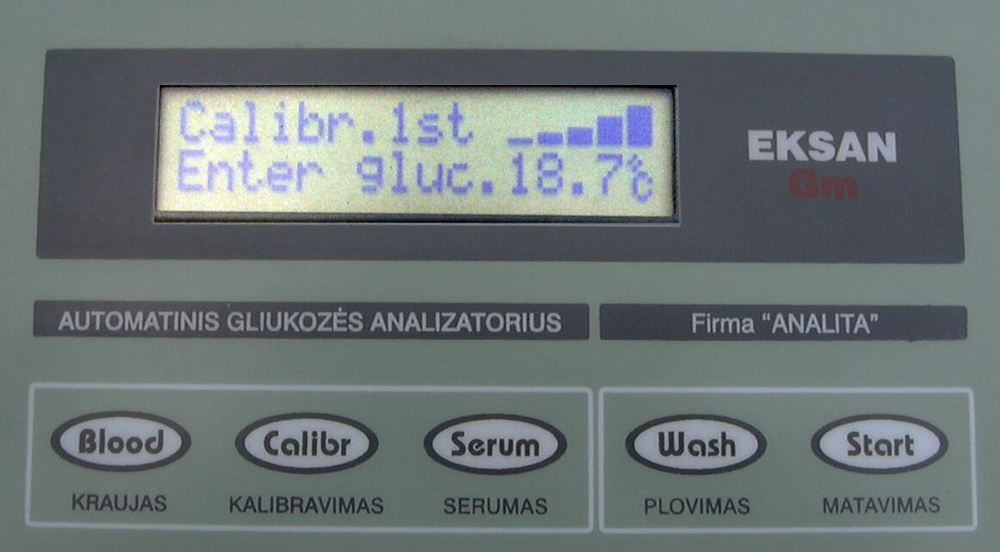 Calibr.1st
Enter gluc.18.7°C
EKSAN
Gm
AUTOMATINIS GLIUKOZĖS ANALIZATORIUS
Firma “ANALITA”
Blood Calibr Serum Wash Start
KRAUJAS KALIBRAVIMAS SERUMAS PLOVIMAS MATAVIMAS